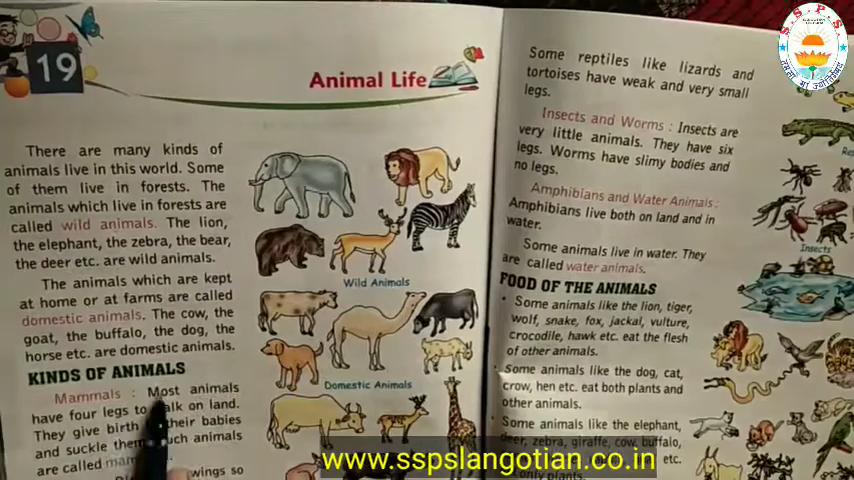 19
Animal Life
There are many kinds of
animals live in this world. Some
of them live in forests. The
animals which live in forests are
called wild animals. The lion,
the elephant, the zebra, the bear,
the deer etc. are wild animals.
The animals which are kept
at home or at farms are called
domestic animals. The cow, the
goat, the buffalo, the dog, the
horse etc. are domestic animals.
KINDS OF ANIMALS
Mammals : Most animals
have four legs to walk on land.
They give birth their babies
and suckle them such animals
are called
wings so
Wild Animals
Domestic Animals
Some reptiles like lizards and
tortoises have weak and very small
legs.
Insects and Worms : Insects are
very little animals. They have six
legs. Worms have slimy bodies and
no legs.
Amphibians and Water Animals :
Amphibians live both on land and in
water.
Some animals live in water. They
are called water animals.
FOOD OF THE ANIMALS
• Some animals like the lion, tiger,
wolf, snake, fox, jackal, vulture,
crocodile, hawk etc. eat the flesh
of other animals.
• Some animals like the dog, cat,
crow, hen etc. eat both plants and
other animals.
• Some animals like the elephant,
deer, zebra, giraffe, cow, buffalo,
etc.
only plants.
Insects
S.S.P.S
www.sspslangotian.co.in